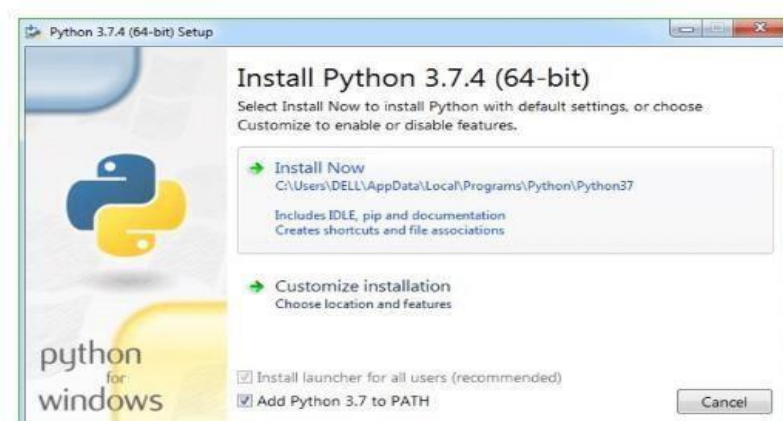 Python 3.7.4 (64-bit) Setup
Install Python 3.7.4 (64-bit)
Select Install Now to install Python with default settings, or choose
Customize to enable or disable features.
Install Now
C:\Users\DELL\AppData\Local\Programs\Python\Python37
Includes IDLE, pip and documentation
Creates shortcuts and file associations
Customize installation
Choose location and features
python
for
windows
Install launcher for all users (recommended)
Add Python 3.7 to PATH
Cancel